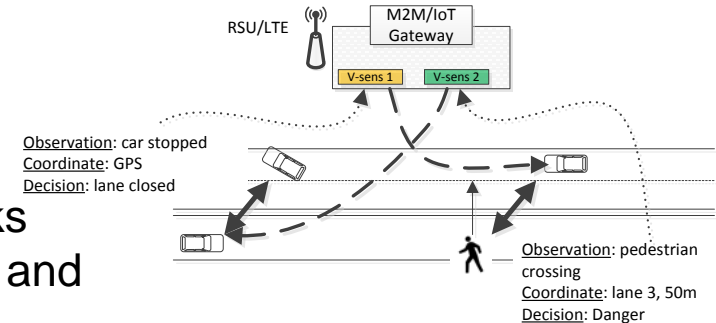 RSU/LTE
M2M/IoT
Gateway
V-sens 1
V-sens 2
Observation: car stopped
Coordinate: GPS
Decision: lane closed
and
Observation: pedestrian
crossing
Coordinate: lane 3, 50m
Decision: Danger